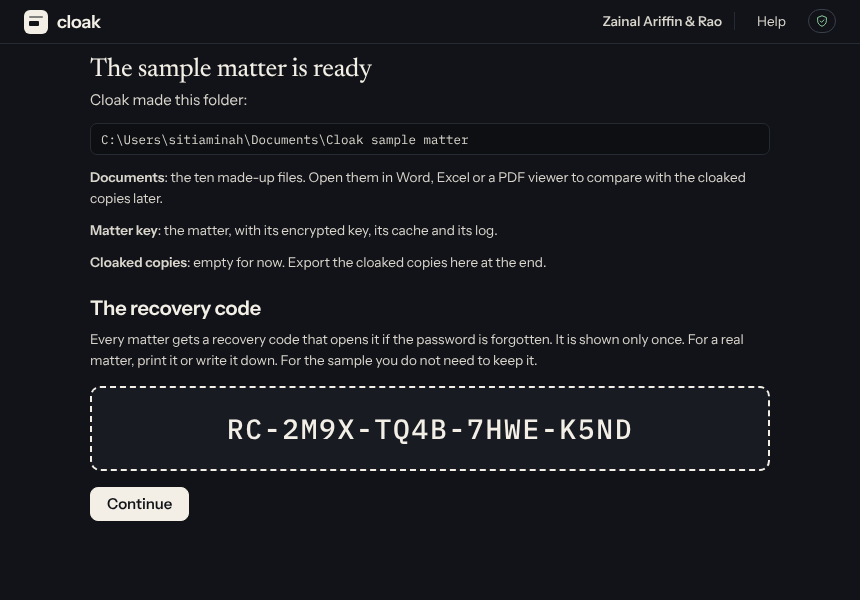 cloak
Zainal Ariffin & Rao
Help
The sample matter is ready
Cloak made this folder:
C:\Users\sitiaminah\Documents\Cloak sample matter
Documents: the ten made-up files. Open them in Word, Excel or a PDF viewer to compare with the cloaked
copies later.
Matter key: the matter, with its encrypted key, its cache and its log.
Cloaked copies: empty for now. Export the cloaked copies here at the end.
The recovery code
Every matter gets a recovery code that opens it if the password is forgotten. It is shown only once. For a real
matter, print it or write it down. For the sample you do not need to keep it.
RC-2M9X-TQ4B-7HWE-K5ND
Continue